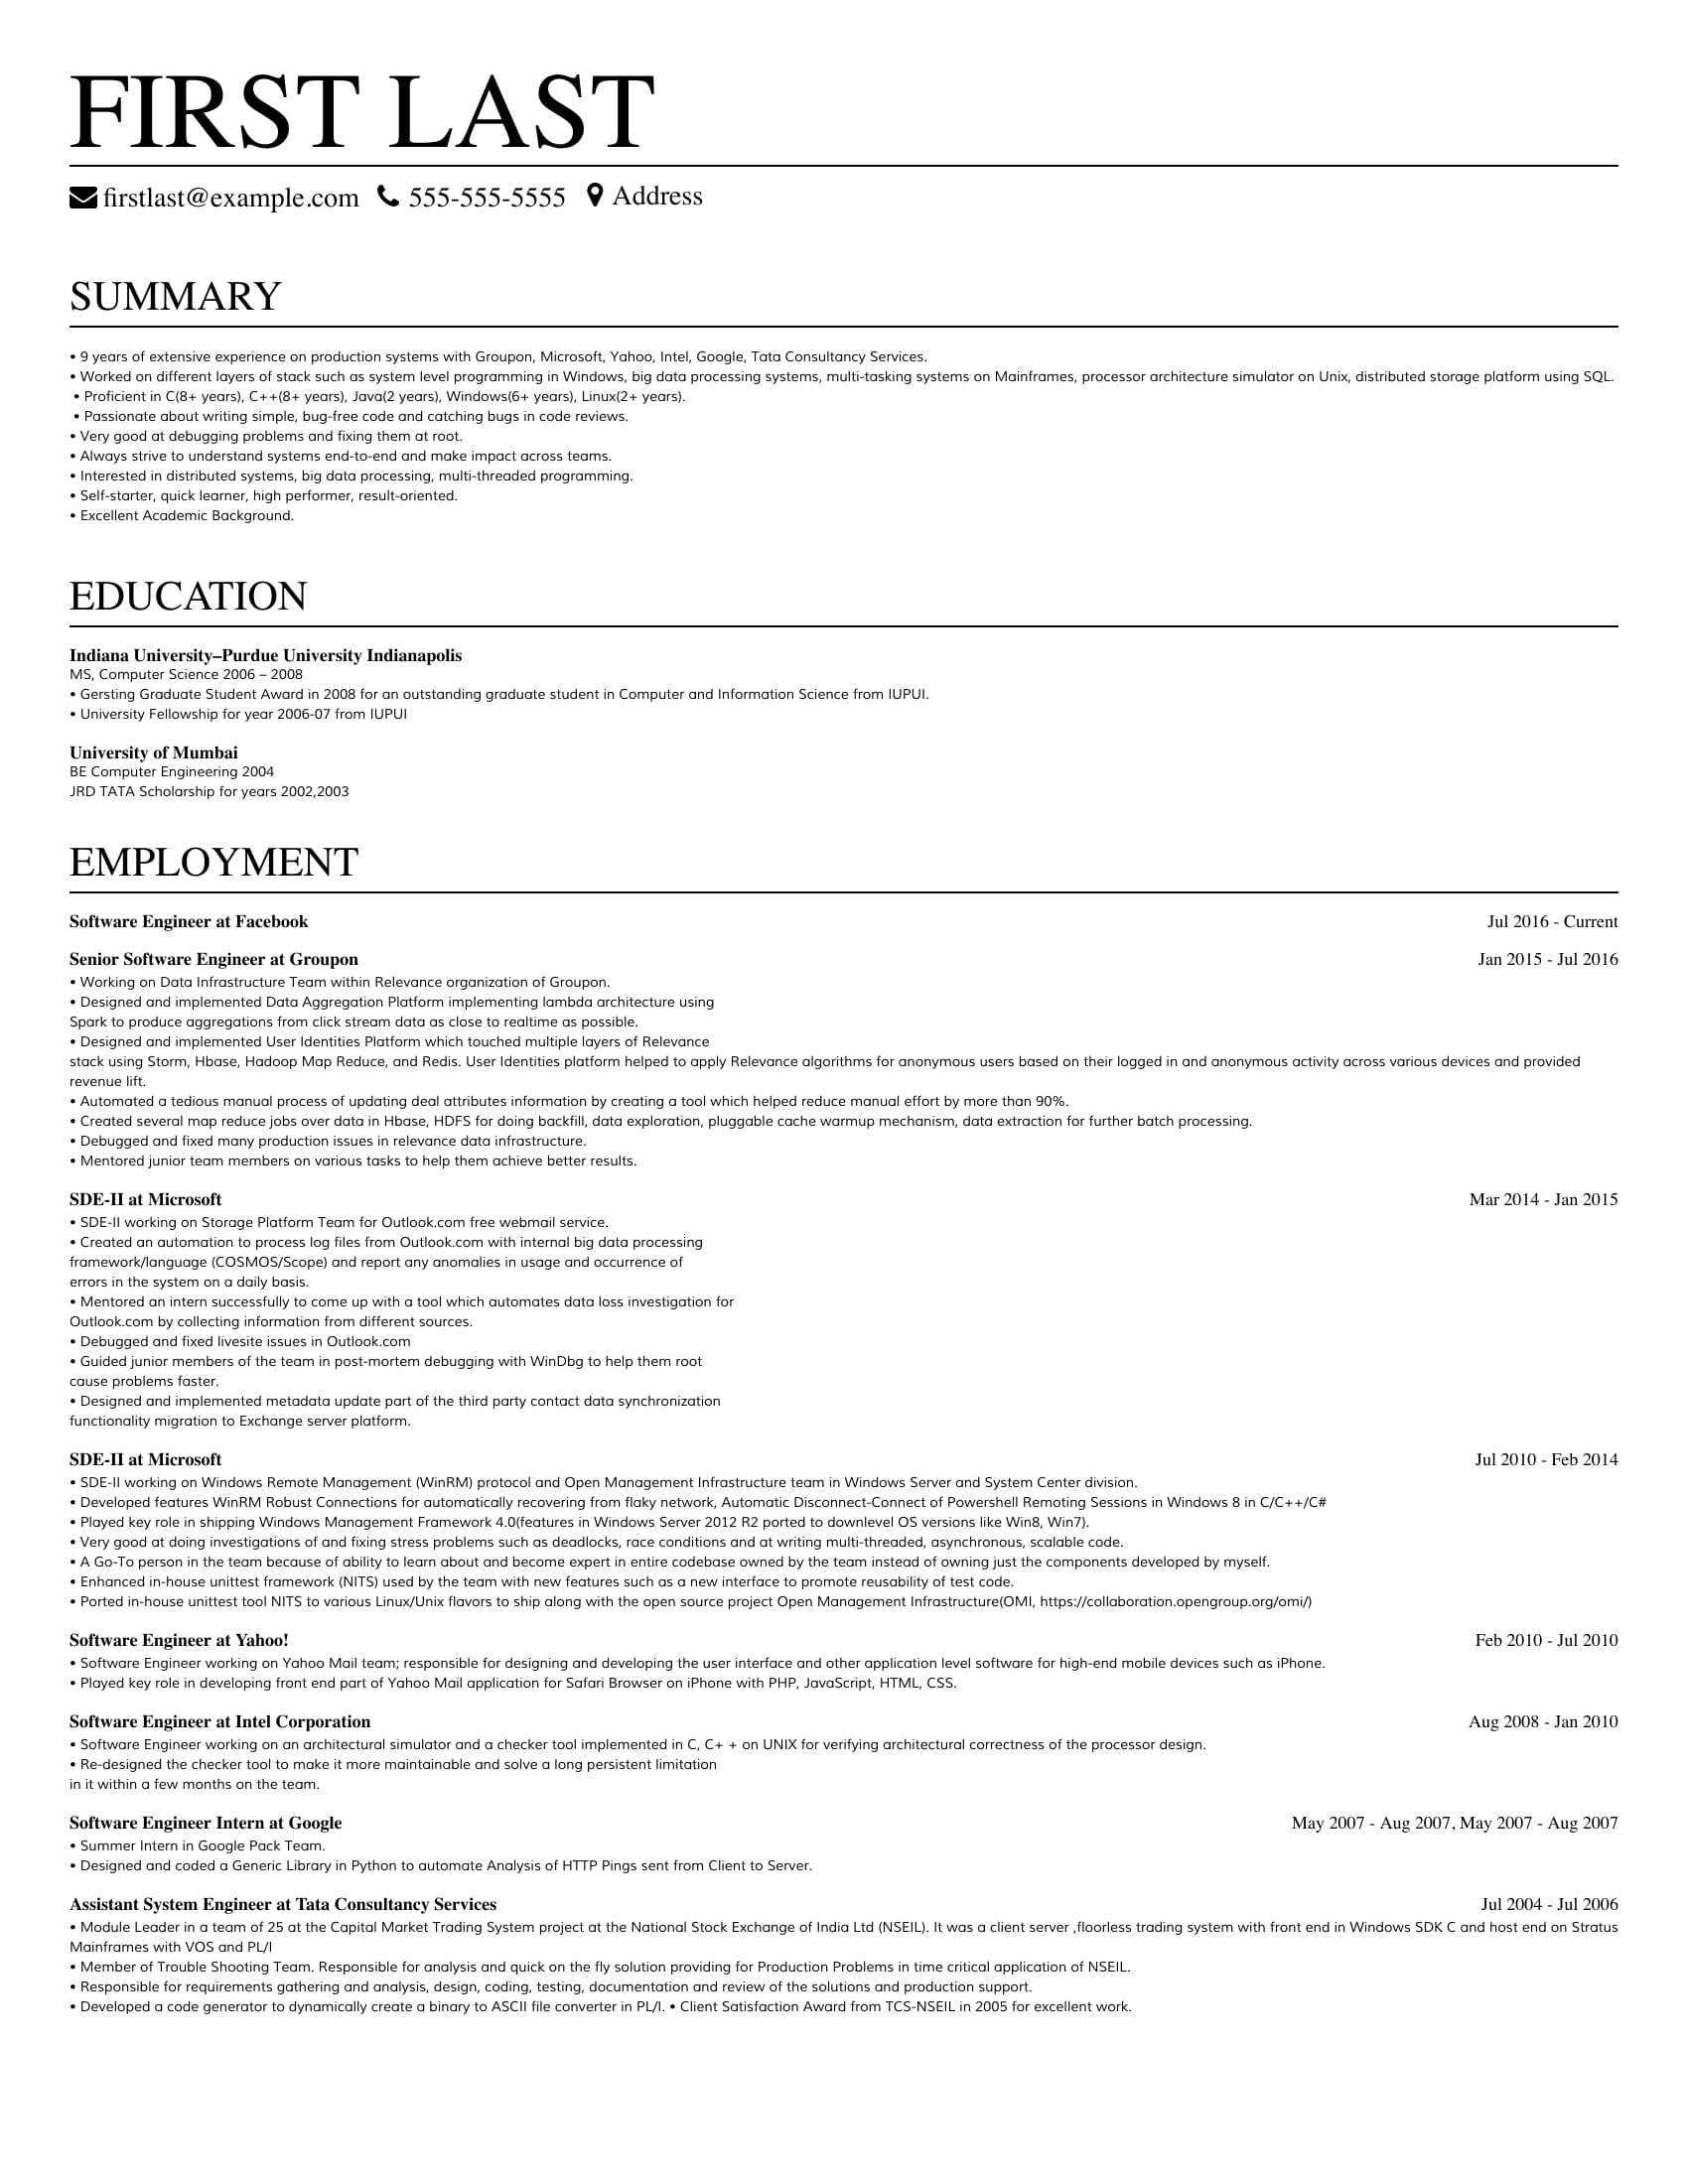 FIRST LAST
firstlast@example.com 555-555-5555 Address
SUMMARY
• 9 years of extensive experience on production systems with Groupon, Microsoft, Yahoo, Intel, Google, Tata Consultancy Services.
• Worked on different layers of stack such as system level programming in Windows, big data processing systems, multi-tasking systems on Mainframes, processor architecture simulator on Unix, distributed storage platform using SQL.
• Proficient in C(8+ years), C++(8+ years), Java(2 years), Windows(6+ years), Linux(2+ years).
• Passionate about writing simple, bug-free code and catching bugs in code reviews.
• Very good at debugging problems and fixing them at root.
• Always strive to understand systems end-to-end and make impact across teams.
• Interested in distributed systems, big data processing, multi-threaded programming.
• Self-starter, quick learner, high performer, result-oriented.
• Excellent Academic Background.
EDUCATION
Indiana University–Purdue University Indianapolis
MS, Computer Science 2006 – 2008
• Gersting Graduate Student Award in 2008 for an outstanding graduate student in Computer and Information Science from IUPUI.
• University Fellowship for year 2006-07 from IUPUI
University of Mumbai
BE Computer Engineering 2004
JRD TATA Scholarship for years 2002,2003
EMPLOYMENT
Software Engineer at Facebook Jul 2016 - Current
Senior Software Engineer at Groupon Jan 2015 - Jul 2016
• Working on Data Infrastructure Team within Relevance organization of Groupon.
• Designed and implemented Data Aggregation Platform implementing lambda architecture using
Spark to produce aggregations from click stream data as close to realtime as possible.
• Designed and implemented User Identities Platform which touched multiple layers of Relevance
stack using Storm, Hbase, Hadoop Map Reduce, and Redis. User Identities platform helped to apply Relevance algorithms for anonymous users based on their logged in and anonymous activity across various devices and provided
revenue lift.
• Automated a tedious manual process of updating deal attributes information by creating a tool which helped reduce manual effort by more than 90%.
• Created several map reduce jobs over data in Hbase, HDFS for doing backfill, data exploration, pluggable cache warmup mechanism, data extraction for further batch processing.
• Debugged and fixed many production issues in relevance data infrastructure.
• Mentored junior team members on various tasks to help them achieve better results.
SDE-II at Microsoft Mar 2014 - Jan 2015
• SDE-II working on Storage Platform Team for Outlook.com free webmail service.
• Created an automation to process log files from Outlook.com with internal big data processing
framework/language (COSMOS/Scope) and report any anomalies in usage and occurrence of
errors in the system on a daily basis.
• Mentored an intern successfully to come up with a tool which automates data loss investigation for
Outlook.com by collecting information from different sources.
• Debugged and fixed livesite issues in Outlook.com
• Guided junior members of the team in post-mortem debugging with WinDbg to help them root
cause problems faster.
• Designed and implemented metadata update part of the third party contact data synchronization
functionality migration to Exchange server platform.
SDE-II at Microsoft Jul 2010 - Feb 2014
• SDE-II working on Windows Remote Management (WinRM) protocol and Open Management Infrastructure team in Windows Server and System Center division.
• Developed features WinRM Robust Connections for automatically recovering from flaky network, Automatic Disconnect-Connect of Powershell Remoting Sessions in Windows 8 in C/C++/C#
• Played key role in shipping Windows Management Framework 4.0(features in Windows Server 2012 R2 ported to downlevel OS versions like Win8, Win7).
• Very good at doing investigations of and fixing stress problems such as deadlocks, race conditions and at writing multi-threaded, asynchronous, scalable code.
• A Go-To person in the team because of ability to learn about and become expert in entire codebase owned by the team instead of owning just the components developed by myself.
• Enhanced in-house unittest framework (NITS) used by the team with new features such as a new interface to promote reusability of test code.
• Ported in-house unittest tool NITS to various Linux/Unix flavors to ship along with the open source project Open Management Infrastructure(OMI, https://collaboration.opengroup.org/omi/)
Software Engineer at Yahoo! Feb 2010 - Jul 2010
• Software Engineer working on Yahoo Mail team; responsible for designing and developing the user interface and other application level software for high-end mobile devices such as iPhone.
• Played key role in developing front end part of Yahoo Mail application for Safari Browser on iPhone with PHP, JavaScript, HTML, CSS.
Software Engineer at Intel Corporation Aug 2008 - Jan 2010
• Software Engineer working on an architectural simulator and a checker tool implemented in C, C+ + on UNIX for verifying architectural correctness of the processor design.
• Re-designed the checker tool to make it more maintainable and solve a long persistent limitation
in it within a few months on the team.
Software Engineer Intern at Google May 2007 - Aug 2007, May 2007 - Aug 2007
• Summer Intern in Google Pack Team.
• Designed and coded a Generic Library in Python to automate Analysis of HTTP Pings sent from Client to Server.
Assistant System Engineer at Tata Consultancy Services Jul 2004 - Jul 2006
• Module Leader in a team of 25 at the Capital Market Trading System project at the National Stock Exchange of India Ltd (NSEIL). It was a client server ,floorless trading system with front end in Windows SDK C and host end on Stratus
Mainframes with VOS and PL/I
• Member of Trouble Shooting Team. Responsible for analysis and quick on the fly solution providing for Production Problems in time critical application of NSEIL.
• Responsible for requirements gathering and analysis, design, coding, testing, documentation and review of the solutions and production support.
• Developed a code generator to dynamically create a binary to ASCII file converter in PL/I. • Client Satisfaction Award from TCS-NSEIL in 2005 for excellent work.